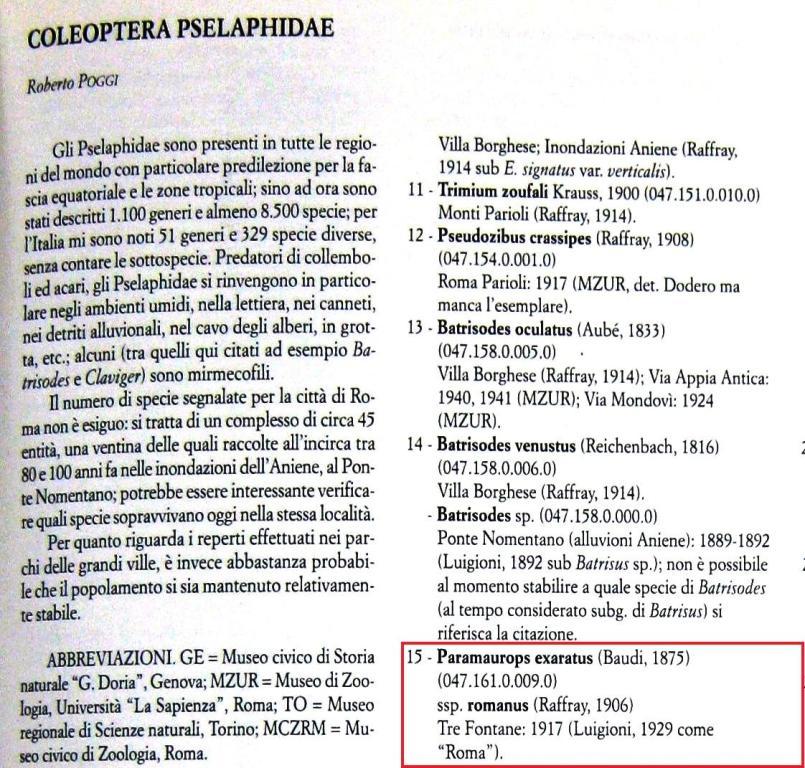 COLEOPTERA PSELAPHIDAE
Roberto POGGI
Gli Pselaphidae sono presenti in tutte le regio-
ni del mondo con particolare predilezione per la fa-
scia equatoriale e le zone tropicali; sino ad ora sono
stati descritti 1.100 generi e almeno 8.500 specie; per
l'Italia mi sono noti 51 generi e 329 specie diverse,
senza contare le sottospecie. Predatori di collembo-
li ed acari, gli Pselaphidae si rinvengono in partico-
lare negli ambienti umidi, nella lettiera, nei canneti,
nei detriti alluvionali, nel cavo degli alberi, in grot-
ta, etc.; alcuni (tra quelli qui citati ad esempio Ba-
trisodes e Claviger) sono mirmecofili.
Il numero di specie segnalate per la città di Ro-
ma non è esiguo: si tratta di un complesso di circa 45
entità, una ventina delle quali raccolte all'incirca tra
80 e 100 anni fa nelle inondazioni dell'Aniene, al Pon-
te Nomentano; potrebbe essere interessante verifica-
re quali specie sopravvivano oggi nella stessa località.
Per quanto riguarda i reperti effettuati nei par-
chi delle grandi ville, è invece abbastanza probabi-
le che il popolamento si sia mantenuto relativamen-
te stabile.
ABBREVIAZIONI. GE = Museo civico di Storia
naturale "G. Doria", Genova; MZUR = Museo di Zoo-
logia, Università "La Sapienza", Roma; TO = Museo
regionale di Scienze naturali, Torino; MCZRM = Mu-
seo civico di Zoologia, Roma.
Villa Borghese; Inondazioni Aniene (Raffray,
1914 sub E. signatus var. verticalis).
11 - Trimium zoufali Krauss, 1900 (047.151.0.010.0)
Monti Parioli (Raffray, 1914).
12 - Pseudozibus crassipes (Raffray, 1908)
(047.154.0.001.0)
Roma Parioli: 1917 (MZUR, det. Dodero ma
manca l'esemplare).
13 - Batrisodes oculatus (Aubé, 1833)
(047.158.0.005.0)
Villa Borghese (Raffray, 1914); Via Appia Antica:
1940, 1941 (MZUR); Via Mondovì: 1924
(MZUR).
14 - Batrisodes venustus (Reichenbach, 1816)
(047.158.0.006.0)
Villa Borghese (Raffray, 1914).
- Batrisodes sp. (047.158.0.000.0)
Ponte Nomentano (alluvioni Aniene): 1889-1892
(Luigioni, 1892 sub Batrisus sp.); non è possibile
al momento stabilire a quale specie di Batrisodes
(al tempo considerato subg. di Batrisus) si
riferisca la citazione.
15 - Paramaurops exaratus (Baudi, 1875)
(047.161.0.009.0)
ssp. romanus (Raffray, 1906)
Tre Fontane: 1917 (Luigioni, 1929 come
"Roma").